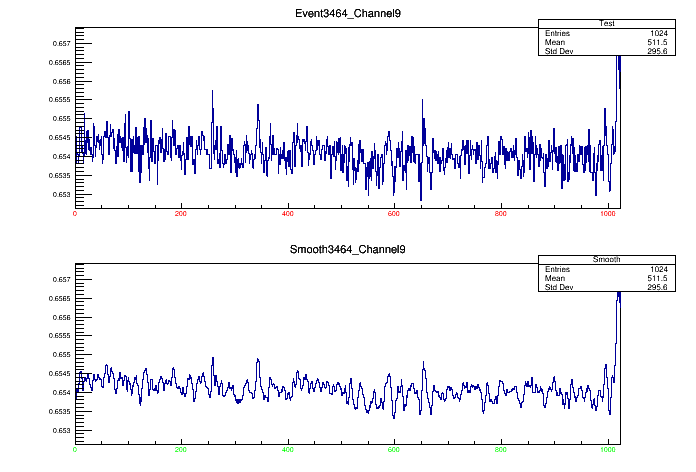 Event3464_Channel9
Test
Entries 1024
Mean 511.5
Std Dev 295.6
0.657
0.6565
0.656
0.6555
0.655
0.6545
0.654
0.6535
0.653
0 200 400 600 800 1000
Smooth3464_Channel9
Smooth
Entries 1024
Mean 511.5
Std Dev 295.6
0.657
0.6565
0.656
0.6555
0.655
0.6545
0.654
0.6535
0.653
0 200 400 600 800 1000